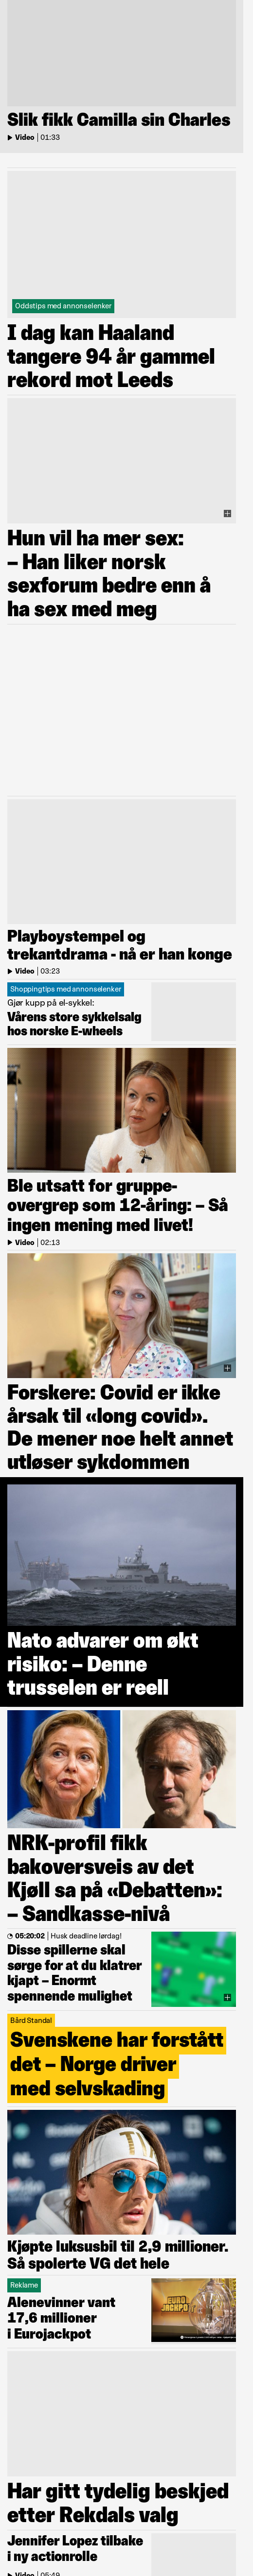 Slik fikk Camilla sin Charles
Video | 01:33
Oddstips med annonselenker
I dag kan Haaland
tangere 94 år gammel
rekord mot Leeds
Hun vil ha mer sex:
– Han liker norsk
sexforum bedre enn å
ha sex med meg
Playboystempel og
trekantdrama - nå er han konge
Video | 03:23
Shoppingtips med annonselenker
Gjør kupp på el-sykkel:
Vårens store sykkelsalg
hos norske E-wheels
Ble utsatt for gruppe-
overgrep som 12-åring: – Så
ingen mening med livet!
Video | 02:13
Forskere: Covid er ikke
årsak til «long covid».
De mener noe helt annet
utløser sykdommen
Nato advarer om økt
risiko: – Denne
trusselen er reell
NRK-profil fikk
bakoversveis av det
Kjøll sa på «Debatten»:
– Sandkasse-nivå
05:20:02 | Husk deadline lørdag!
Disse spillerne skal
sørge for at du klatrer
kjapt – Enormt
spennende mulighet
Bård Standal
Svenskene har forstått
det – Norge driver
med selvskading
Kjøpte luksusbil til 2,9 millioner.
Så spolerte VG det hele
Reklame
Alenevinner vant
17,6 millioner
i Eurojackpot
EURO
JACKPOT
Har gitt tydelig beskjed
etter Rekdals valg
Jennifer Lopez tilbake
i ny actionrolle
Video | 05:49